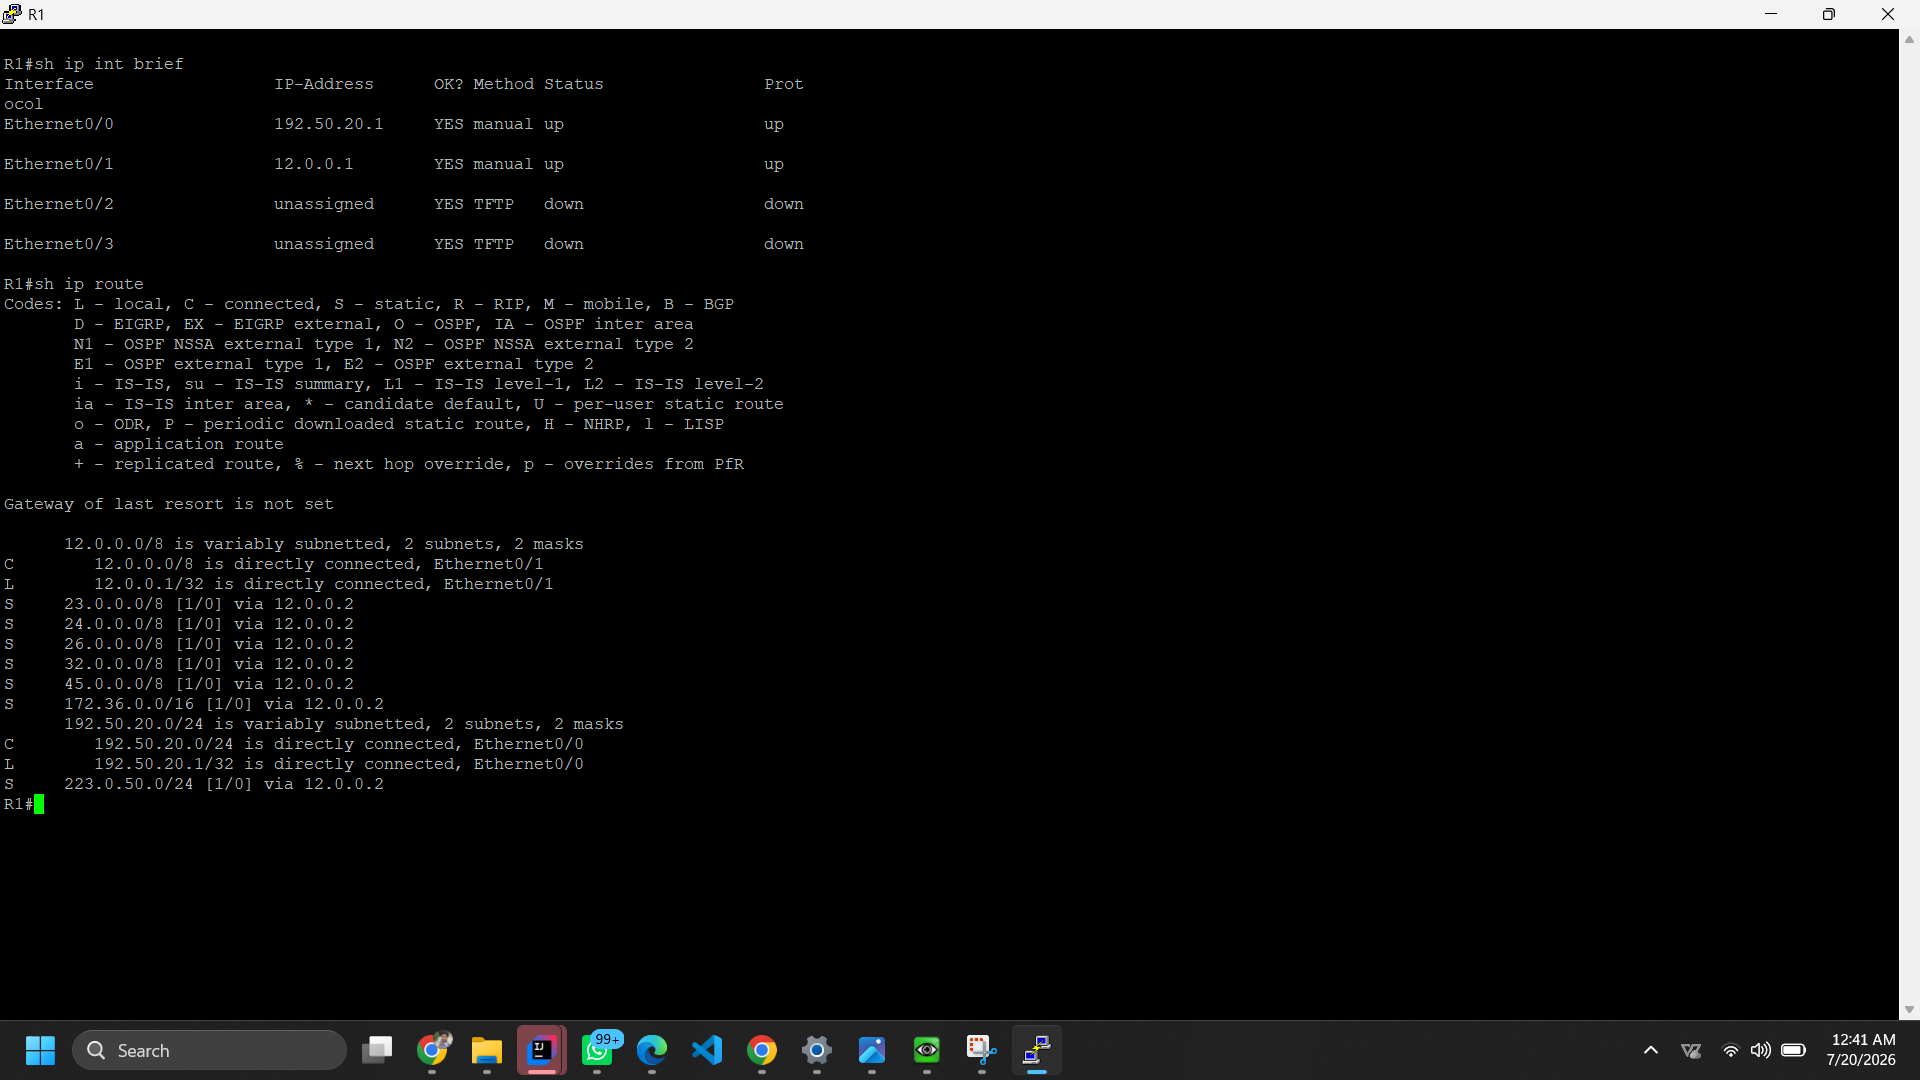 R1
R1#sh ip int brief
Interface                  IP-Address      OK? Method Status                Prot
ocol
Ethernet0/0                192.50.20.1     YES manual up                    up
Ethernet0/1                12.0.0.1        YES manual up                    up
Ethernet0/2                unassigned      YES TFTP   down                  down
Ethernet0/3                unassigned      YES TFTP   down                  down
R1#sh ip route
Codes: L - local, C - connected, S - static, R - RIP, M - mobile, B - BGP
       D - EIGRP, EX - EIGRP external, O - OSPF, IA - OSPF inter area
       N1 - OSPF NSSA external type 1, N2 - OSPF NSSA external type 2
       E1 - OSPF external type 1, E2 - OSPF external type 2
       i - IS-IS, su - IS-IS summary, L1 - IS-IS level-1, L2 - IS-IS level-2
       ia - IS-IS inter area, * - candidate default, U - per-user static route
       o - ODR, P - periodic downloaded static route, H - NHRP, l - LISP
       a - application route
       + - replicated route, % - next hop override, p - overrides from PfR
Gateway of last resort is not set
      12.0.0.0/8 is variably subnetted, 2 subnets, 2 masks
C        12.0.0.0/8 is directly connected, Ethernet0/1
L        12.0.0.1/32 is directly connected, Ethernet0/1
S     23.0.0.0/8 [1/0] via 12.0.0.2
S     24.0.0.0/8 [1/0] via 12.0.0.2
S     26.0.0.0/8 [1/0] via 12.0.0.2
S     32.0.0.0/8 [1/0] via 12.0.0.2
S     45.0.0.0/8 [1/0] via 12.0.0.2
S     172.36.0.0/16 [1/0] via 12.0.0.2
      192.50.20.0/24 is variably subnetted, 2 subnets, 2 masks
C        192.50.20.0/24 is directly connected, Ethernet0/0
L        192.50.20.1/32 is directly connected, Ethernet0/0
S     223.0.50.0/24 [1/0] via 12.0.0.2
R1#
Search
IJ
99+
12:41 AM
7/20/2026